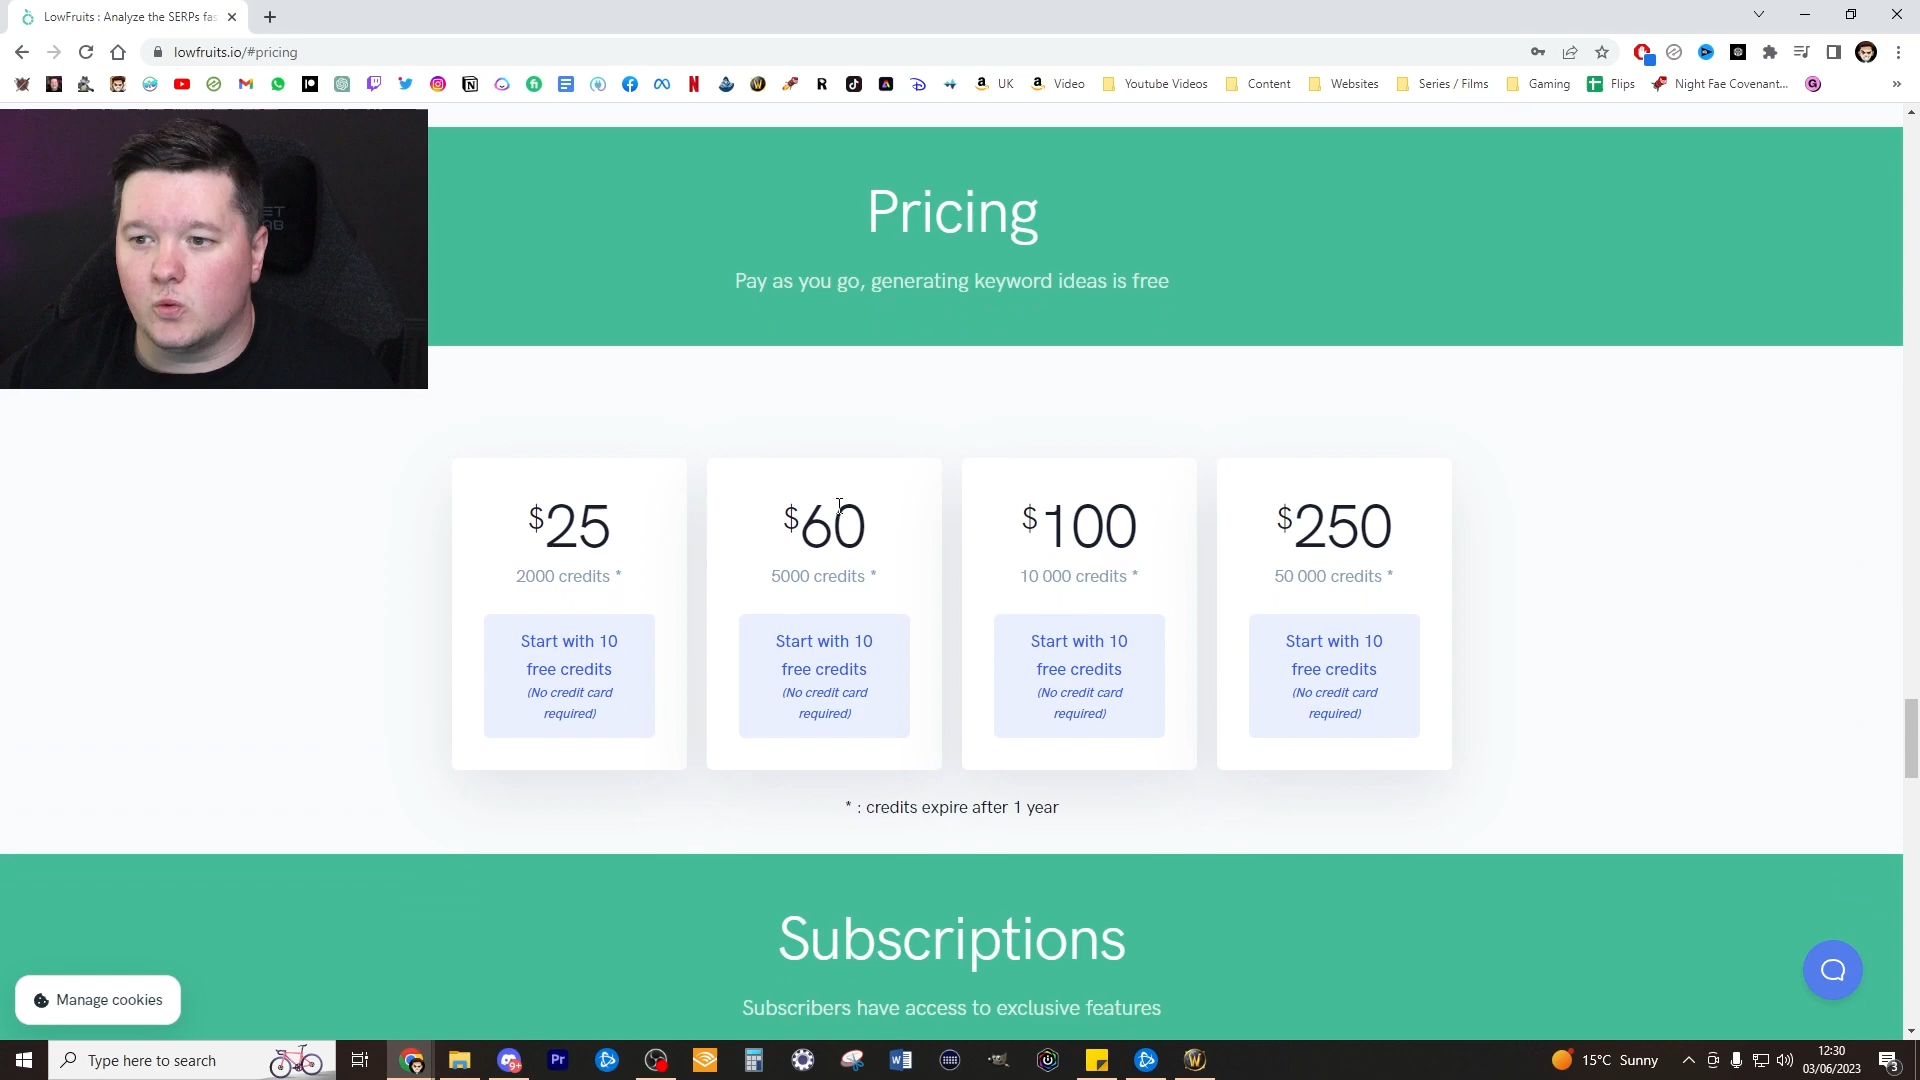 LowFruits : Analyze the SERPs fas
lowfruits.io/#pricing
UK
Video
Youtube Videos
Content
Websites
Series / Films
Gaming
Flips
Night Fae Covenant...
»
Pricing
Pay as you go, generating keyword ideas is free
$25
2000 credits *
Start with 10
free credits
(No credit card
required)
$60
5000 credits *
Start with 10
free credits
(No credit card
required)
$100
10 000 credits *
Start with 10
free credits
(No credit card
required)
$250
50 000 credits *
Start with 10
free credits
(No credit card
required)
* : credits expire after 1 year
Subscriptions
Subscribers have access to exclusive features
Manage cookies
Type here to search
15°C Sunny
12:30
03/06/2023
3